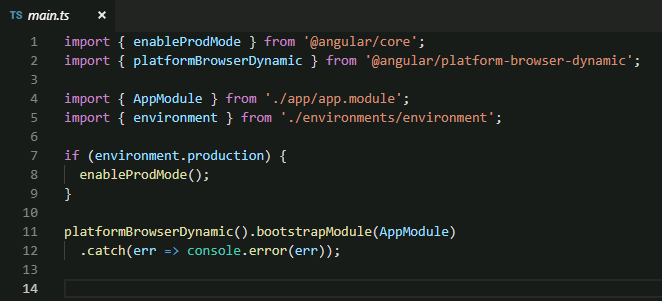 TS main.ts ×
1 import { enableProdMode } from '@angular/core';
2 import { platformBrowserDynamic } from '@angular/platform-browser-dynamic';
3
4 import { AppModule } from './app/app.module';
5 import { environment } from './environments/environment';
6
7 if (environment.production) {
8   enableProdMode();
9 }
10
11 platformBrowserDynamic().bootstrapModule(AppModule)
12   .catch(err => console.error(err));
13
14